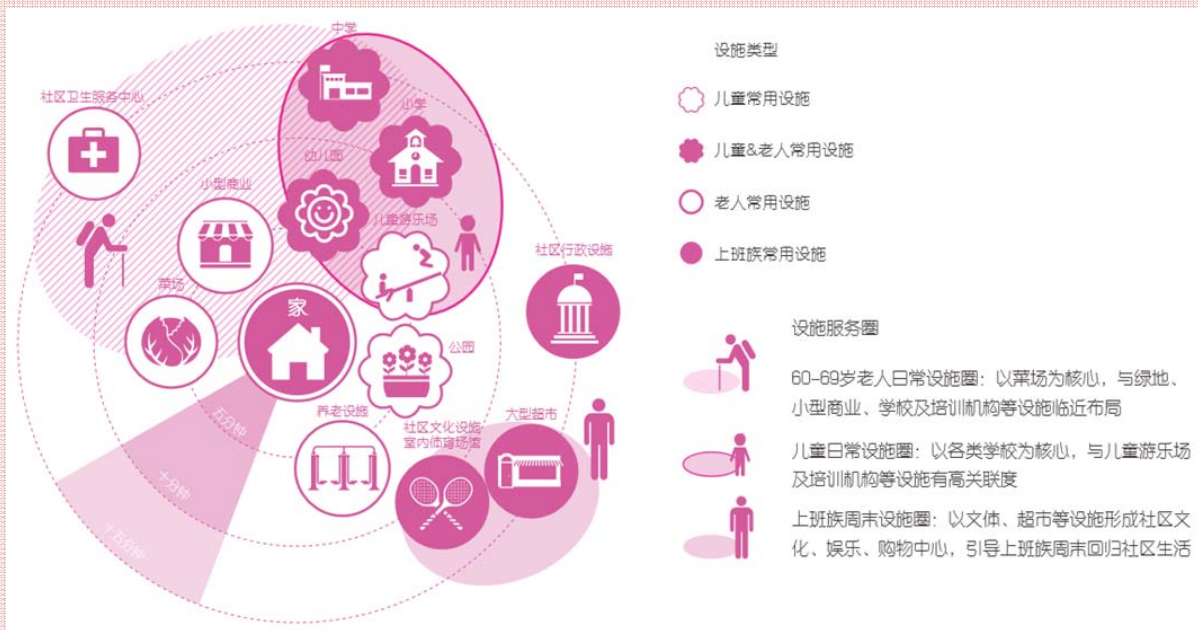 中学
社区卫生服务中心
小学
幼儿园
小型商业
儿童游乐场
社区行政设施
菜场
家
公园
养老设施
社区文化设施
室内体育场馆
大型超市
五分钟
十分钟
十五分钟
设施类型
儿童常用设施
儿童&老人常用设施
老人常用设施
上班族常用设施
设施服务圈
60-69岁老人日常设施圈：以菜场为核心，与绿地、
小型商业、学校及培训机构等设施临近布局
儿童日常设施圈：以各类学校为核心，与儿童游乐场
及培训机构等设施有高关联度
上班族周末设施圈：以文体、超市等设施形成社区文
化、娱乐、购物中心，引导上班族周末回归社区生活